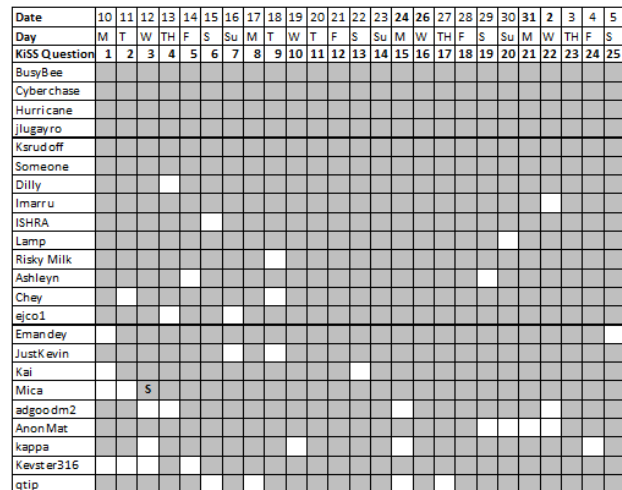 Date 10 11 12 13 14 15 16 17 18 19 20 21 22 23 24 26 27 28 29 30 31 2 3 4 5
Day M T W TH F S Su M T W T F S Su M W TH F S Su M W TH F S
KiSS Question 1 2 3 4 5 6 7 8 9 10 11 12 13 14 15 16 17 18 19 20 21 22 23 24 25
BusyBee
Cyberchase
Hurricane
jlugayro
Ksrudoff
Someone
Dilly
Imarru
ISHRA
Lamp
Risky Milk
Ashleyn
Chey
ejco1
Emandey
JustKevin
Kai
Mica S
adgoodm2
AnonMat
kappa
Kevster316
qtip